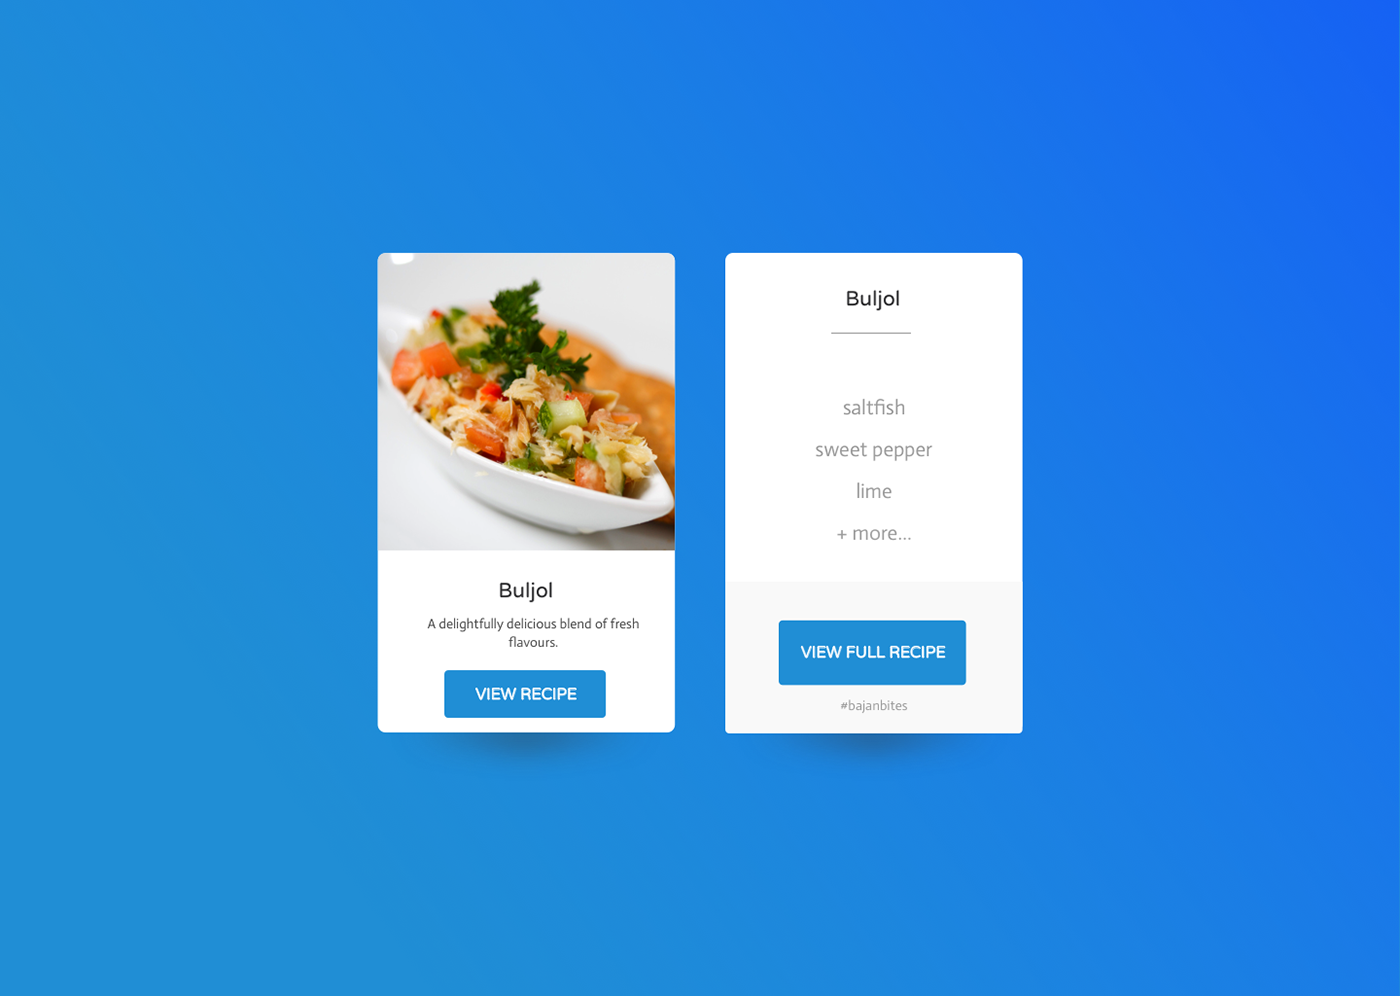 Buljol
A delightfully delicious blend of fresh
flavours.
VIEW RECIPE
Buljol
saltfish
sweet pepper
lime
+ more...
VIEW FULL RECIPE
#bajanbites